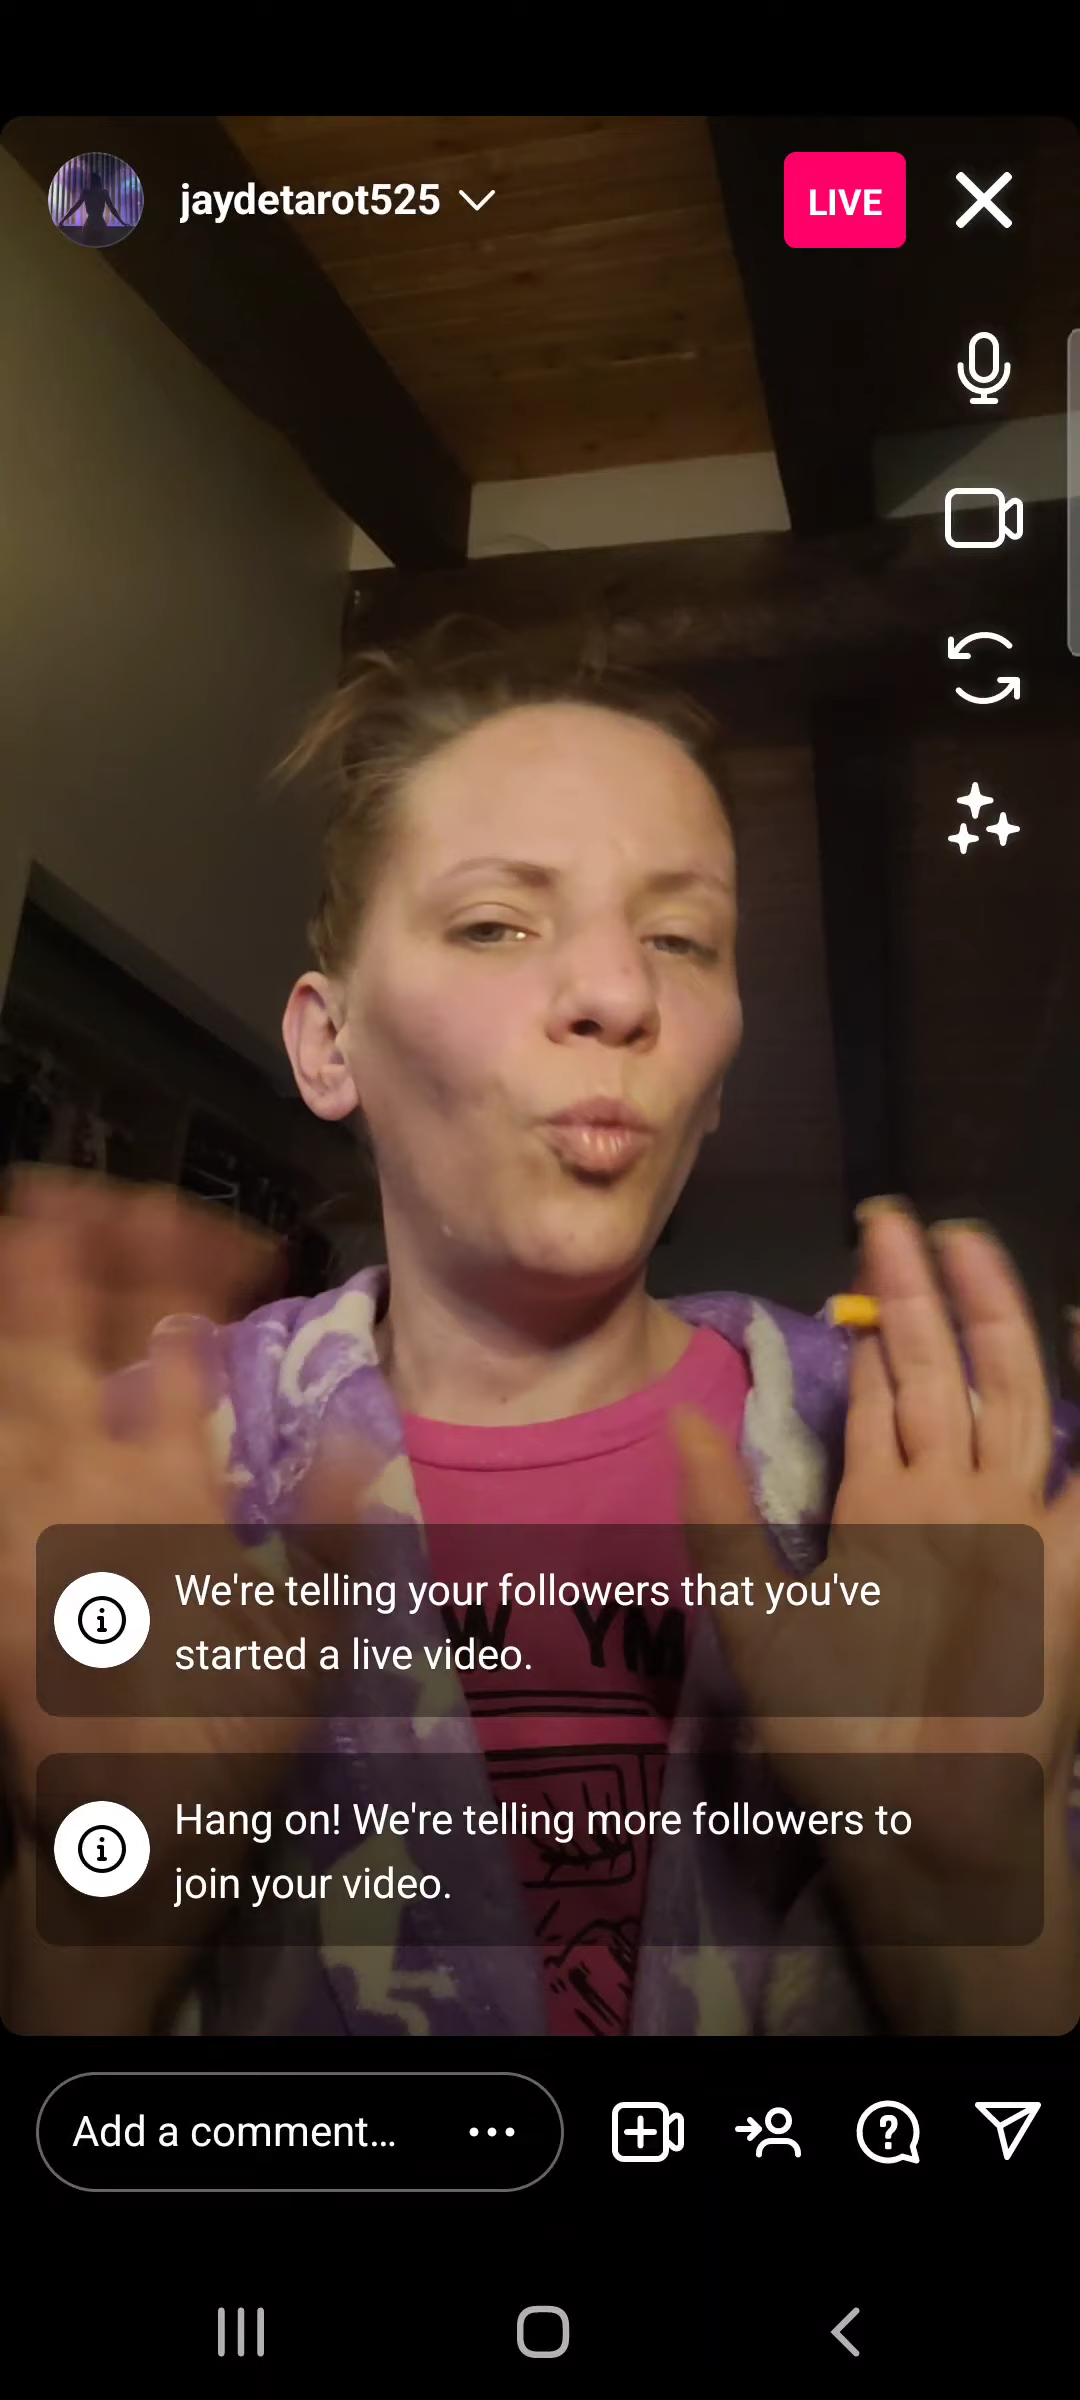 jaydetarot525
LIVE
We're telling your followers that you've
started a live video.
Hang on! We're telling more followers to
join your video.
Add a comment...